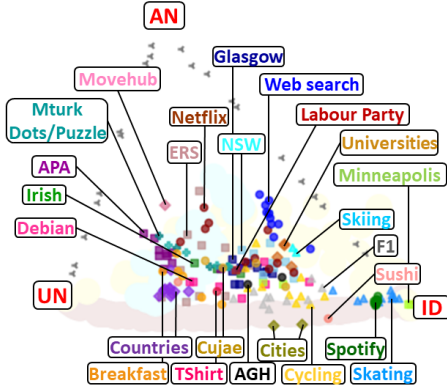 AN
Glasgow
Movehub
Web search
Mturk
Dots/Puzzle
Netflix
Labour Party
ERS
NSW
Universities
APA
Minneapolis
Irish
Skiing
Debian
F1
Sushi
UN
ID
Countries
Cujae
Cities
Spotify
Breakfast
TShirt
AGH
Cycling
Skating